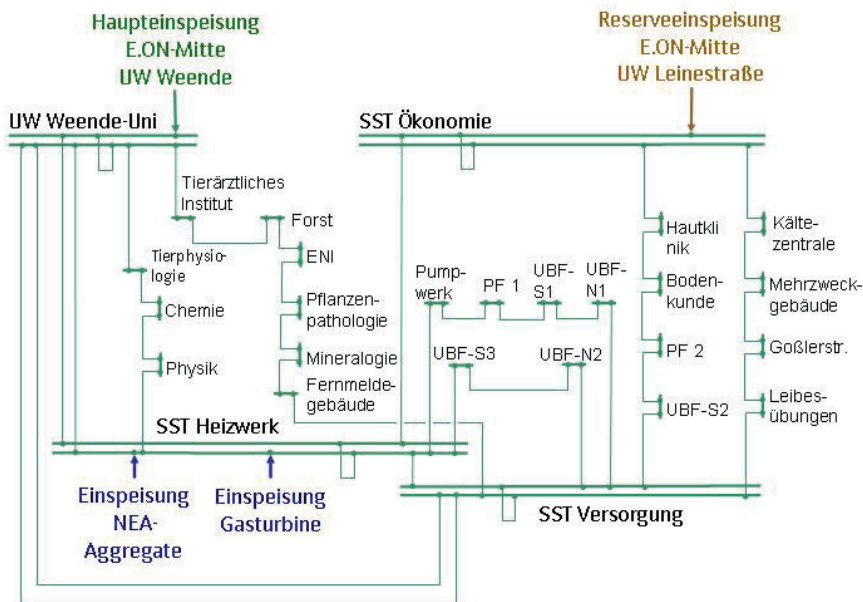 Haupteinspeisung
E.ON-Mitte
UW Weende
Reserveeinspeisung
E.ON-Mitte
UW Leinestraße
UW Weende-Uni
SST Ökonomie
Tierärztliches
Institut
Forst
ENI
Tierphysio-
logie
Chemie
Pflanzen-
pathologie
Physik
Mineralogie
Fernmelde-
gebäude
Pump-
werk
PF 1
UBF-
S1
UBF-
N1
UBF-S3
UBF-N2
Hautkli
nik
Boden-
kunde
PF 2
UBF-S2
Kälte-
zentrale
Mehrzweck-
gebäude
Goßlerstr.
Leibes-
übungen
SST Heizwerk
Einspeisung
NEA-
Aggregate
Einspeisung
Gasturbine
SST Versorgung